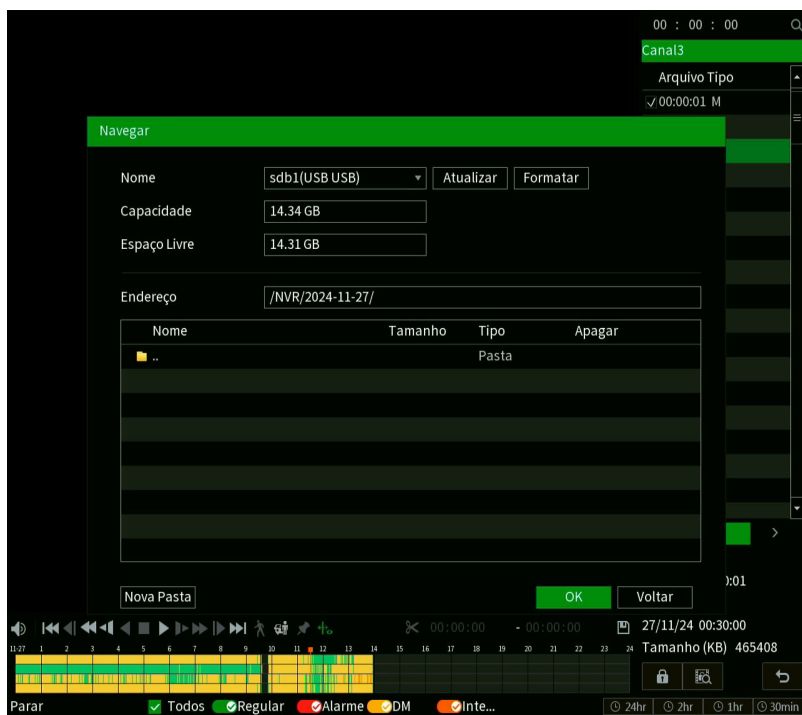 00 : 00 : 00
Canal3
Arquivo Tipo
00:00:01 M
Navegar
Nome sdb1(USB USB) Atualizar Formatar
Capacidade 14.34 GB
Espaço Livre 14.31 GB
Endereço /NVR/2024-11-27/
Nome Tamanho Tipo Apagar
.. Pasta
Nova Pasta OK Voltar
0:01
00:00:00 - 00:00:00
27/11/24 00:30:00
11-27 1 2 3 4 5 6 7 8 9 10 11 12 13 14 15 16 17 18 19 20 21 22 23 24
Tamanho (KB) 465408
Parar Todos Regular Alarme DM Inte... 24hr 2hr 1hr 30min